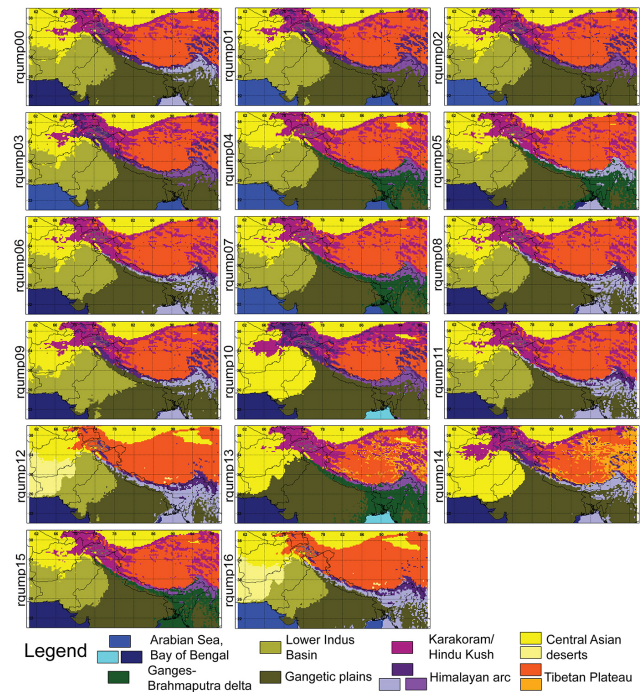 rqump00
rqump01
rqump02
rqump03
rqump04
rqump05
rqump06
rqump07
rqump08
rqump09
rqump10
rqump11
rqump12
rqump13
rqump14
rqump15
rqump16
Legend
Arabian Sea,
Bay of Bengal
Ganges-
Brahmaputra delta
Lower Indus
Basin
Gangetic plains
Karakoram/
Hindu Kush
Himalayan arc
Central Asian
deserts
Tibetan Plateau